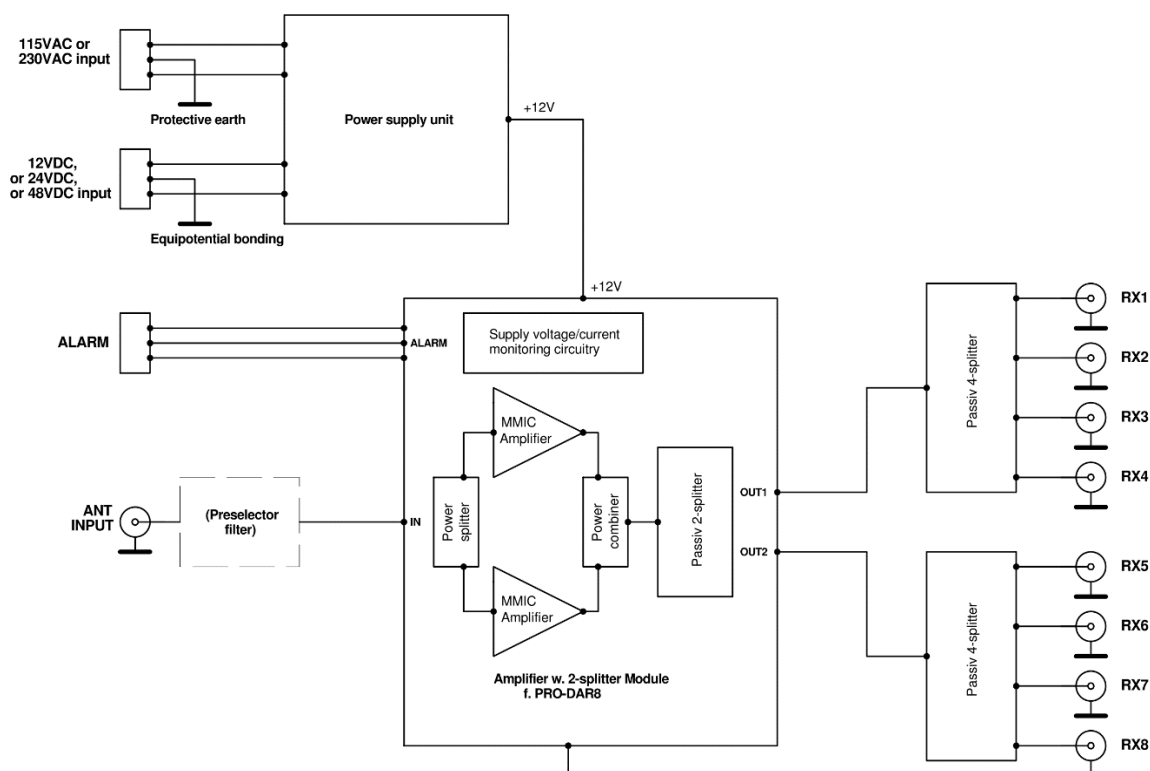 115VAC or
230VAC input
Protective earth
Power supply unit
+12V
12VDC,
or 24VDC,
or 48VDC input
Equipotential bonding
+12V
ALARM
ALARM
Supply voltage/current
monitoring circuitry
MMIC
Amplifier
ANT
INPUT
(Preselector
filter)
IN
Power
splitter
Power
combiner
Passiv 2-splitter
OUT1
OUT2
MMIC
Amplifier
Amplifier w. 2-splitter Module
f. PRO-DAR8
Passiv 4-splitter
RX1
RX2
RX3
RX4
Passiv 4-splitter
RX5
RX6
RX7
RX8